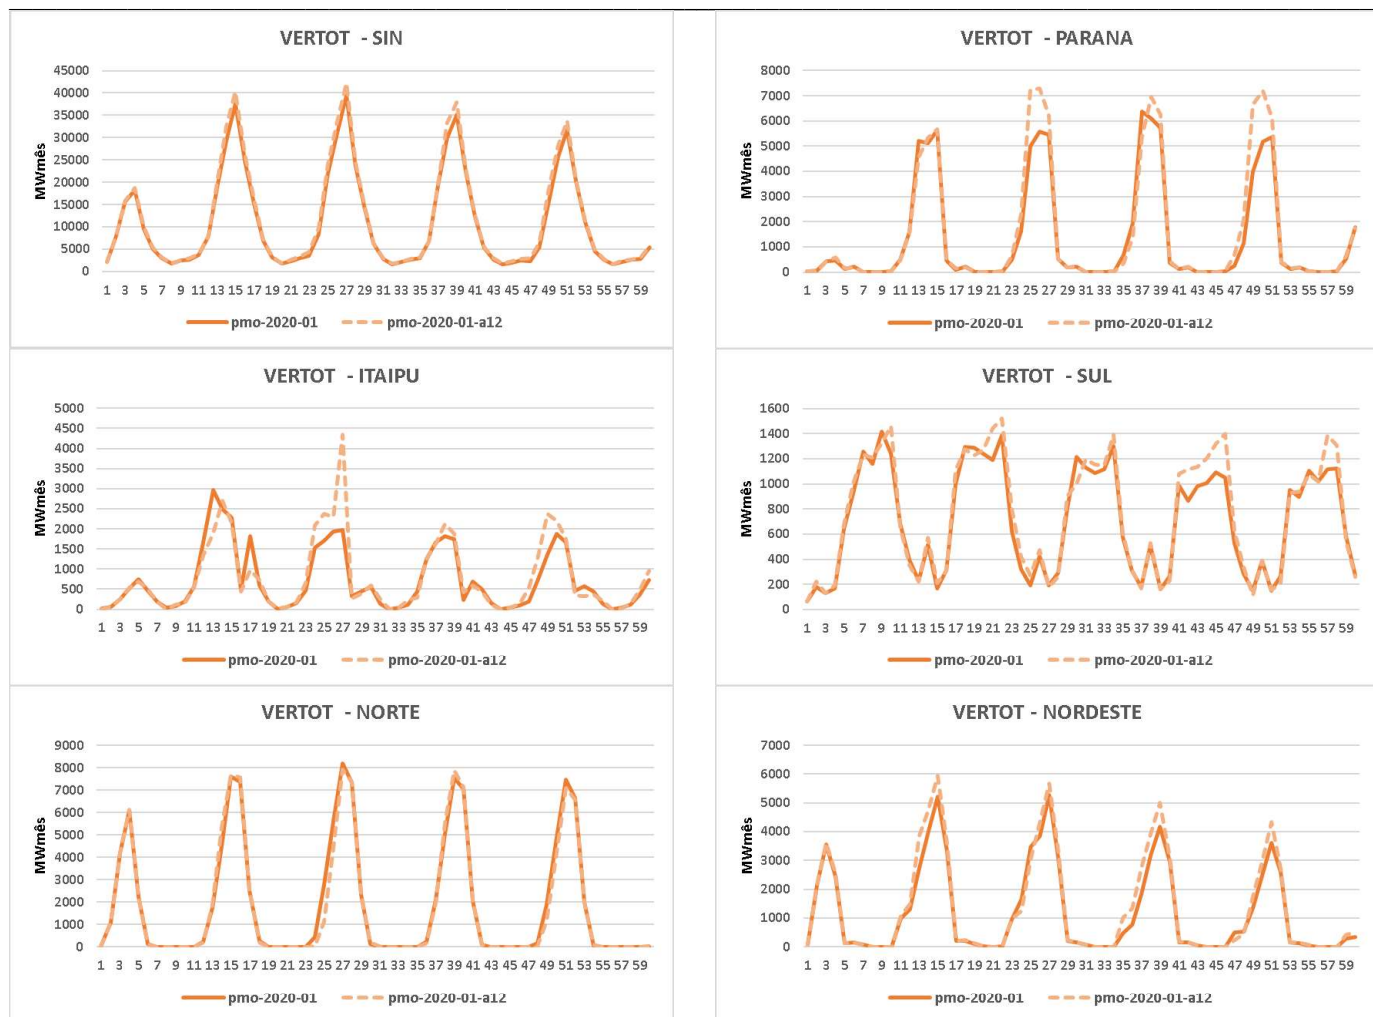 VERTOT - SIN
45000
40000
35000
30000
25000
20000
15000
10000
5000
0
MWmês
1 3 5 7 9 11 13 15 17 19 21 23 25 27 29 31 33 35 37 39 41 43 45 47 49 51 53 55 57 59
pmo-2020-01 pmo-2020-01-a12
VERTOT - PARANA
8000
7000
6000
5000
4000
3000
2000
1000
0
MWmês
1 3 5 7 9 11 13 15 17 19 21 23 25 27 29 31 33 35 37 39 41 43 45 47 49 51 53 55 57 59
pmo-2020-01 pmo-2020-01-a12
VERTOT - ITAIPU
5000
4500
4000
3500
3000
2500
2000
1500
1000
500
0
MWmês
1 3 5 7 9 11 13 15 17 19 21 23 25 27 29 31 33 35 37 39 41 43 45 47 49 51 53 55 57 59
pmo-2020-01 pmo-2020-01-a12
VERTOT - SUL
1600
1400
1200
1000
800
600
400
200
0
MWmês
1 3 5 7 9 11 13 15 17 19 21 23 25 27 29 31 33 35 37 39 41 43 45 47 49 51 53 55 57 59
pmo-2020-01 pmo-2020-01-a12
VERTOT - NORTE
9000
8000
7000
6000
5000
4000
3000
2000
1000
0
MWmês
1 3 5 7 9 11 13 15 17 19 21 23 25 27 29 31 33 35 37 39 41 43 45 47 49 51 53 55 57 59
pmo-2020-01 pmo-2020-01-a12
VERTOT - NORDESTE
7000
6000
5000
4000
3000
2000
1000
0
MWmês
1 3 5 7 9 11 13 15 17 19 21 23 25 27 29 31 33 35 37 39 41 43 45 47 49 51 53 55 57 59
pmo-2020-01 pmo-2020-01-a12